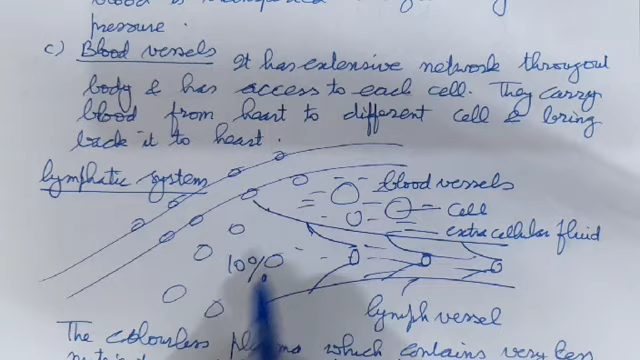 pressure.
c) Blood vessels It has extensive network throughout
body & has access to each cell. They carry
blood from heart to different cell & bring
back it to heart.
Lymphatic system
blood vessels
Cell
extra cellular fluid
10%
lymph vessel
The colourless plasma which contains very less